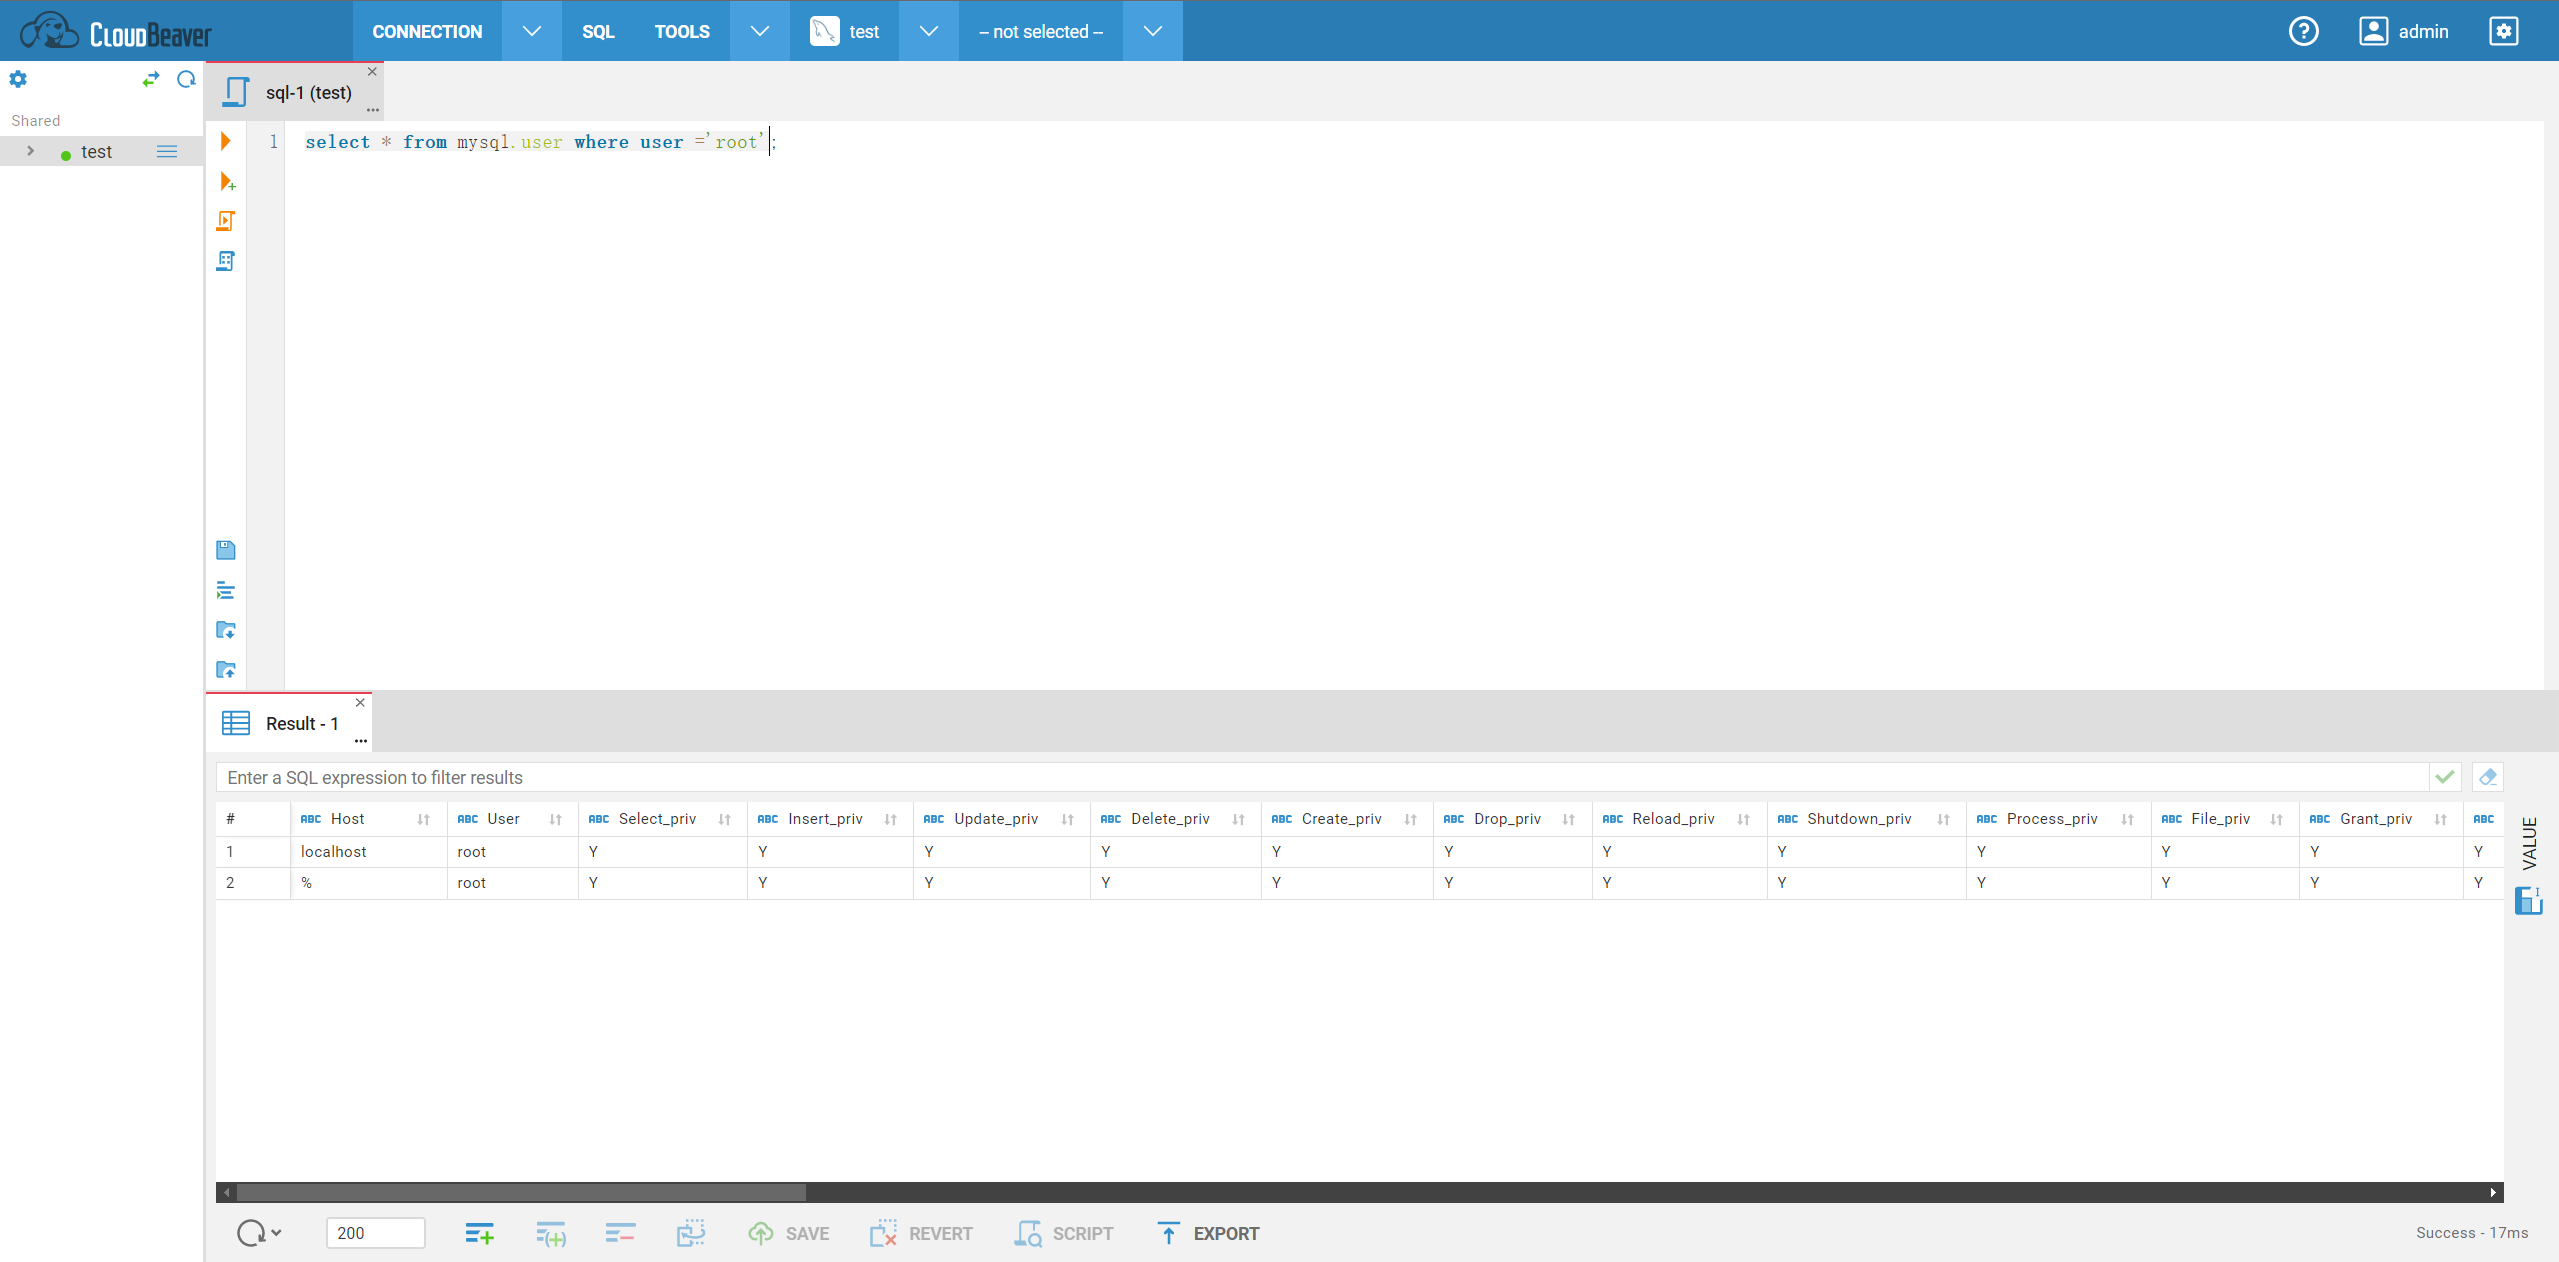 CloudBeaver CONNECTION SQL TOOLS test – not selected – admin
sql-1 (test)
Shared
test
1 select * from mysql.user where user ='root';
Result - 1
Enter a SQL expression to filter results
# ABC Host ABC User ABC Select_priv ABC Insert_priv ABC Update_priv ABC Delete_priv ABC Create_priv ABC Drop_priv ABC Reload_priv ABC Shutdown_priv ABC Process_priv ABC File_priv ABC Grant_priv ABC
1 localhost root Y Y Y Y Y Y Y Y Y Y Y Y
2 % root Y Y Y Y Y Y Y Y Y Y Y Y
VALUE
200 SAVE REVERT SCRIPT EXPORT Success - 17ms